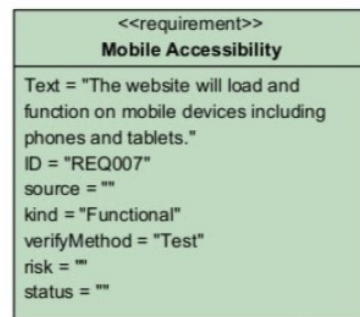 <<requirement>>
Mobile Accessibility
Text = "The website will load and
function on mobile devices including
phones and tablets."
ID = "REQ007"
source = ""
kind = "Functional"
verifyMethod = "Test"
risk = ""
status = ""